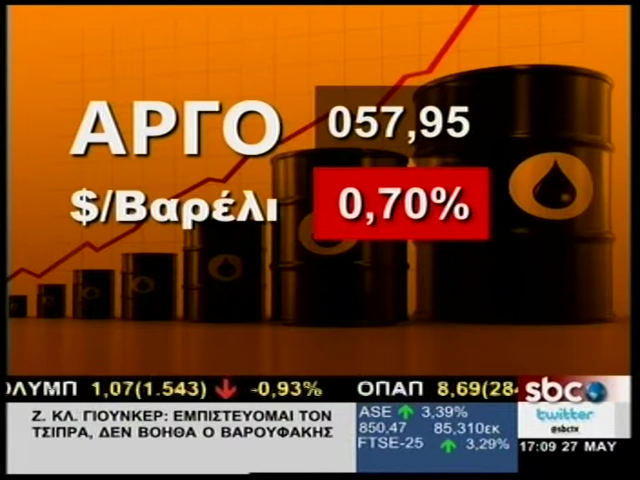 ΑΡΓΟ
057,95
$/Βαρέλι
0,70%
ΟΛΥΜΠ 1,07(1.543) -0,93% ΟΠΑΠ 8,69(284
sbc
Ζ. ΚΛ. ΓΙΟΥΝΚΕΡ: ΕΜΠΙΣΤΕΥΟΜΑΙ ΤΟΝ
ΤΣΙΠΡΑ, ΔΕΝ ΒΟΗΘΑ Ο ΒΑΡΟΥΦΑΚΗΣ
ASE 3,39%
850,47 85,310εκ
FTSE-25 3,29%
twitter
@sbctv
17:09 27 MAY